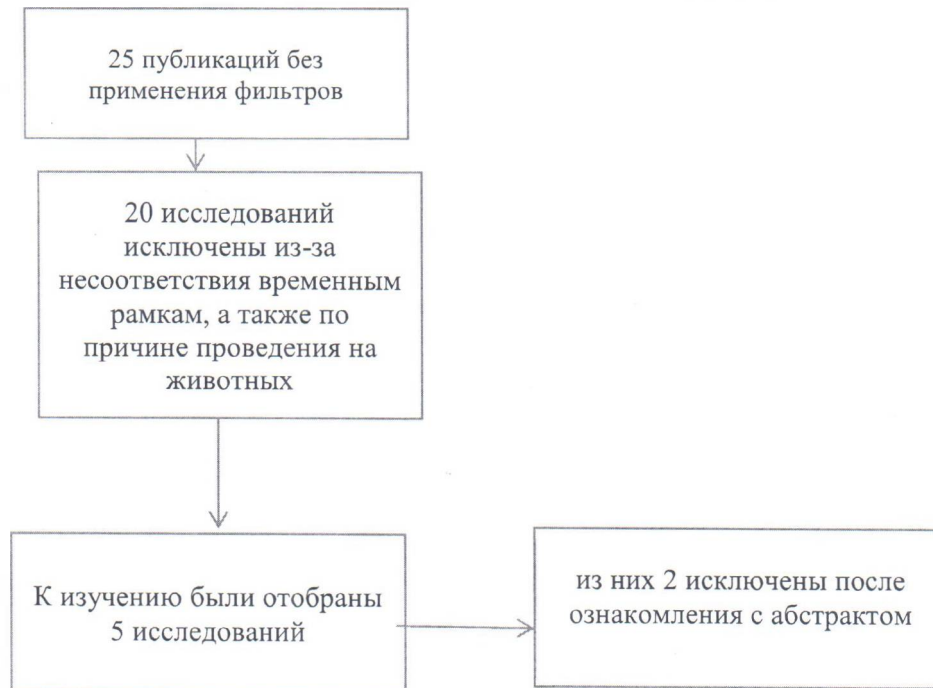 25 публикаций без
применения фильтров
20 исследований
исключены из-за
несоответствия временным
рамкам, а также по
причине проведения на
животных
К изучению были отобраны
5 исследований
из них 2 исключены после
ознакомления с абстрактом